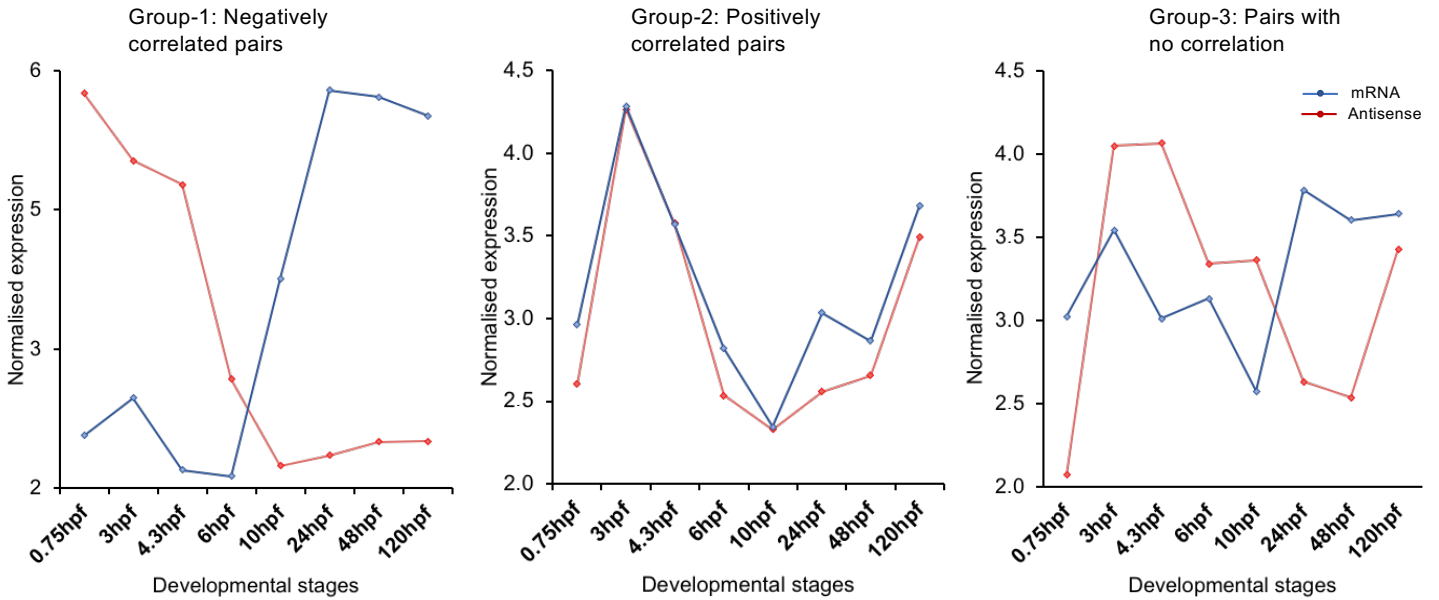 Group-1: Negatively
correlated pairs
Normalised expression
6
5
3
2
0.75hpf
3hpf
4.3hpf
6hpf
10hpf
24hpf
48hpf
120hpf
Developmental stages
Group-2: Positively
correlated pairs
Normalised expression
4.5
4.0
3.5
3.0
2.5
2.0
0.75hpf
3hpf
4.3hpf
6hpf
10hpf
24hpf
48hpf
120hpf
Developmental stages
Group-3: Pairs with
no correlation
Normalised expression
4.5
4.0
3.5
3.0
2.5
2.0
mRNA
Antisense
0.75hpf
3hpf
4.3hpf
6hpf
10hpf
24hpf
48hpf
120hpf
Developmental stages